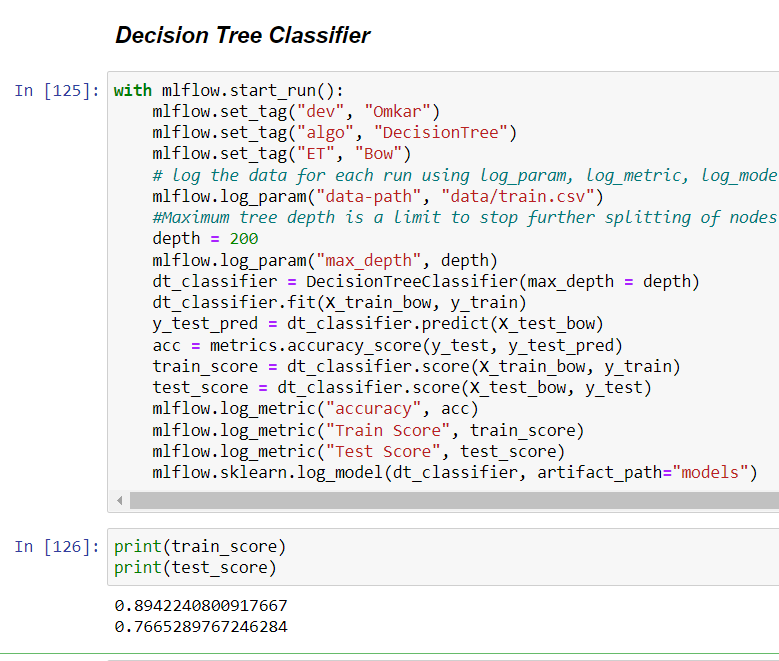 Decision Tree Classifier
In [125]:
with mlflow.start_run():
    mlflow.set_tag("dev", "Omkar")
    mlflow.set_tag("algo", "DecisionTree")
    mlflow.set_tag("ET", "Bow")
    # log the data for each run using log_param, log_metric, log_mode
    mlflow.log_param("data-path", "data/train.csv")
    #Maximum tree depth is a limit to stop further splitting of nodes
    depth = 200
    mlflow.log_param("max_depth", depth)
    dt_classifier = DecisionTreeClassifier(max_depth = depth)
    dt_classifier.fit(X_train_bow, y_train)
    y_test_pred = dt_classifier.predict(X_test_bow)
    acc = metrics.accuracy_score(y_test, y_test_pred)
    train_score = dt_classifier.score(X_train_bow, y_train)
    test_score = dt_classifier.score(X_test_bow, y_test)
    mlflow.log_metric("accuracy", acc)
    mlflow.log_metric("Train Score", train_score)
    mlflow.log_metric("Test Score", test_score)
    mlflow.sklearn.log_model(dt_classifier, artifact_path="models")
In [126]:
print(train_score)
print(test_score)
0.8942240800917667
0.7665289767246284